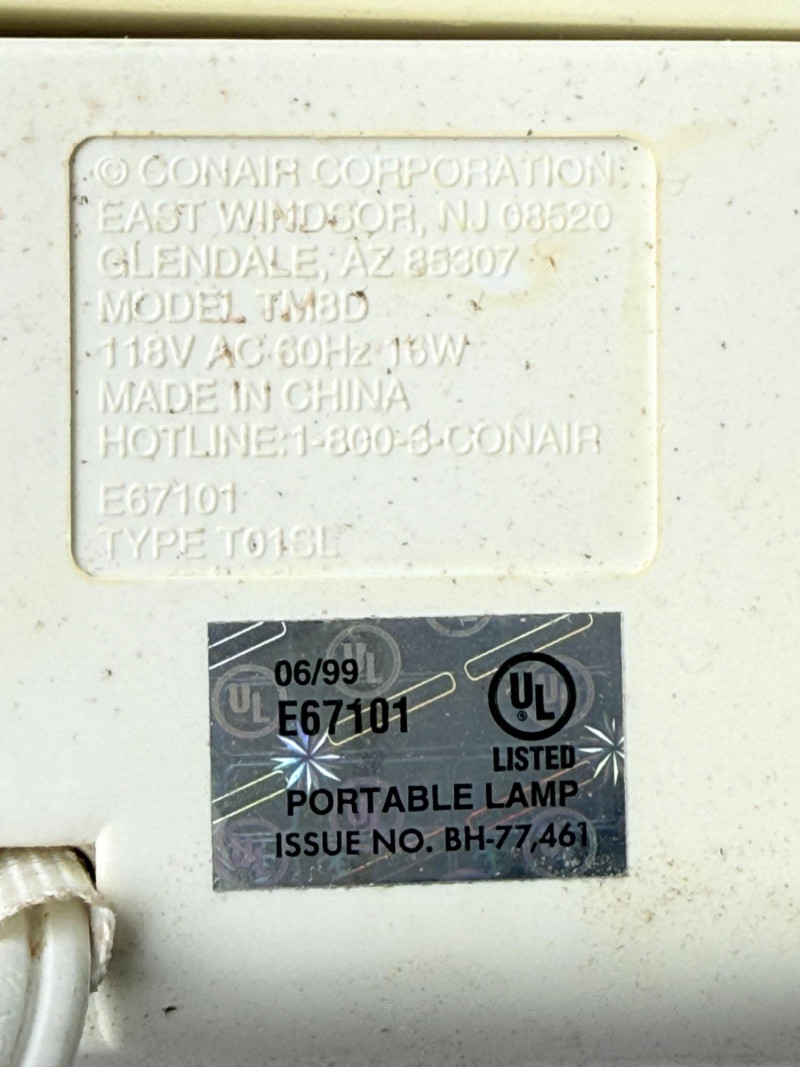 © CONAIR CORPORATION
EAST WINDSOR, NJ 08520
GLENDALE, AZ 85307
MODEL TM8D
118V AC 60Hz 16W
MADE IN CHINA
HOTLINE:1-800-3-CONAIR
E67101
TYPE T01SL
06/99
E67101
UL
®
LISTED
PORTABLE LAMP
ISSUE NO. BH-77,461
UL
UL